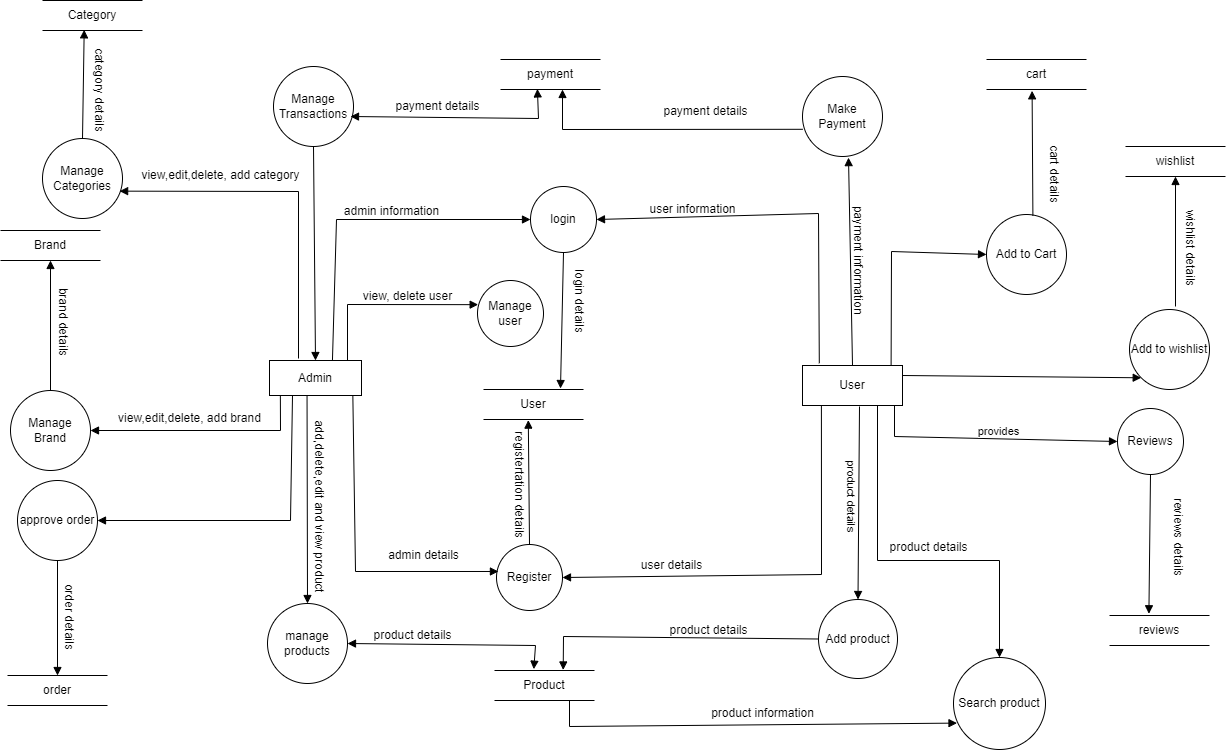 Category
category details
payment
cart
Manage
Transactions
payment details
payment details
Make
Payment
cart details
wishlist
Manage
Categories
view,edit,delete, add category
admin information
login
user information
payment information
wishlist details
Brand
brand details
Add to Cart
view, delete user
Manage
user
login details
Add to wishlist
Admin
User
User
Manage
Brand
view,edit,delete, add brand
add,delete,edit and view product
registertation details
product details
provides
Reviews
approve order
order details
admin details
Register
user details
product details
reviews details
manage
products
product details
product details
Add product
reviews
order
Product
product information
Search product